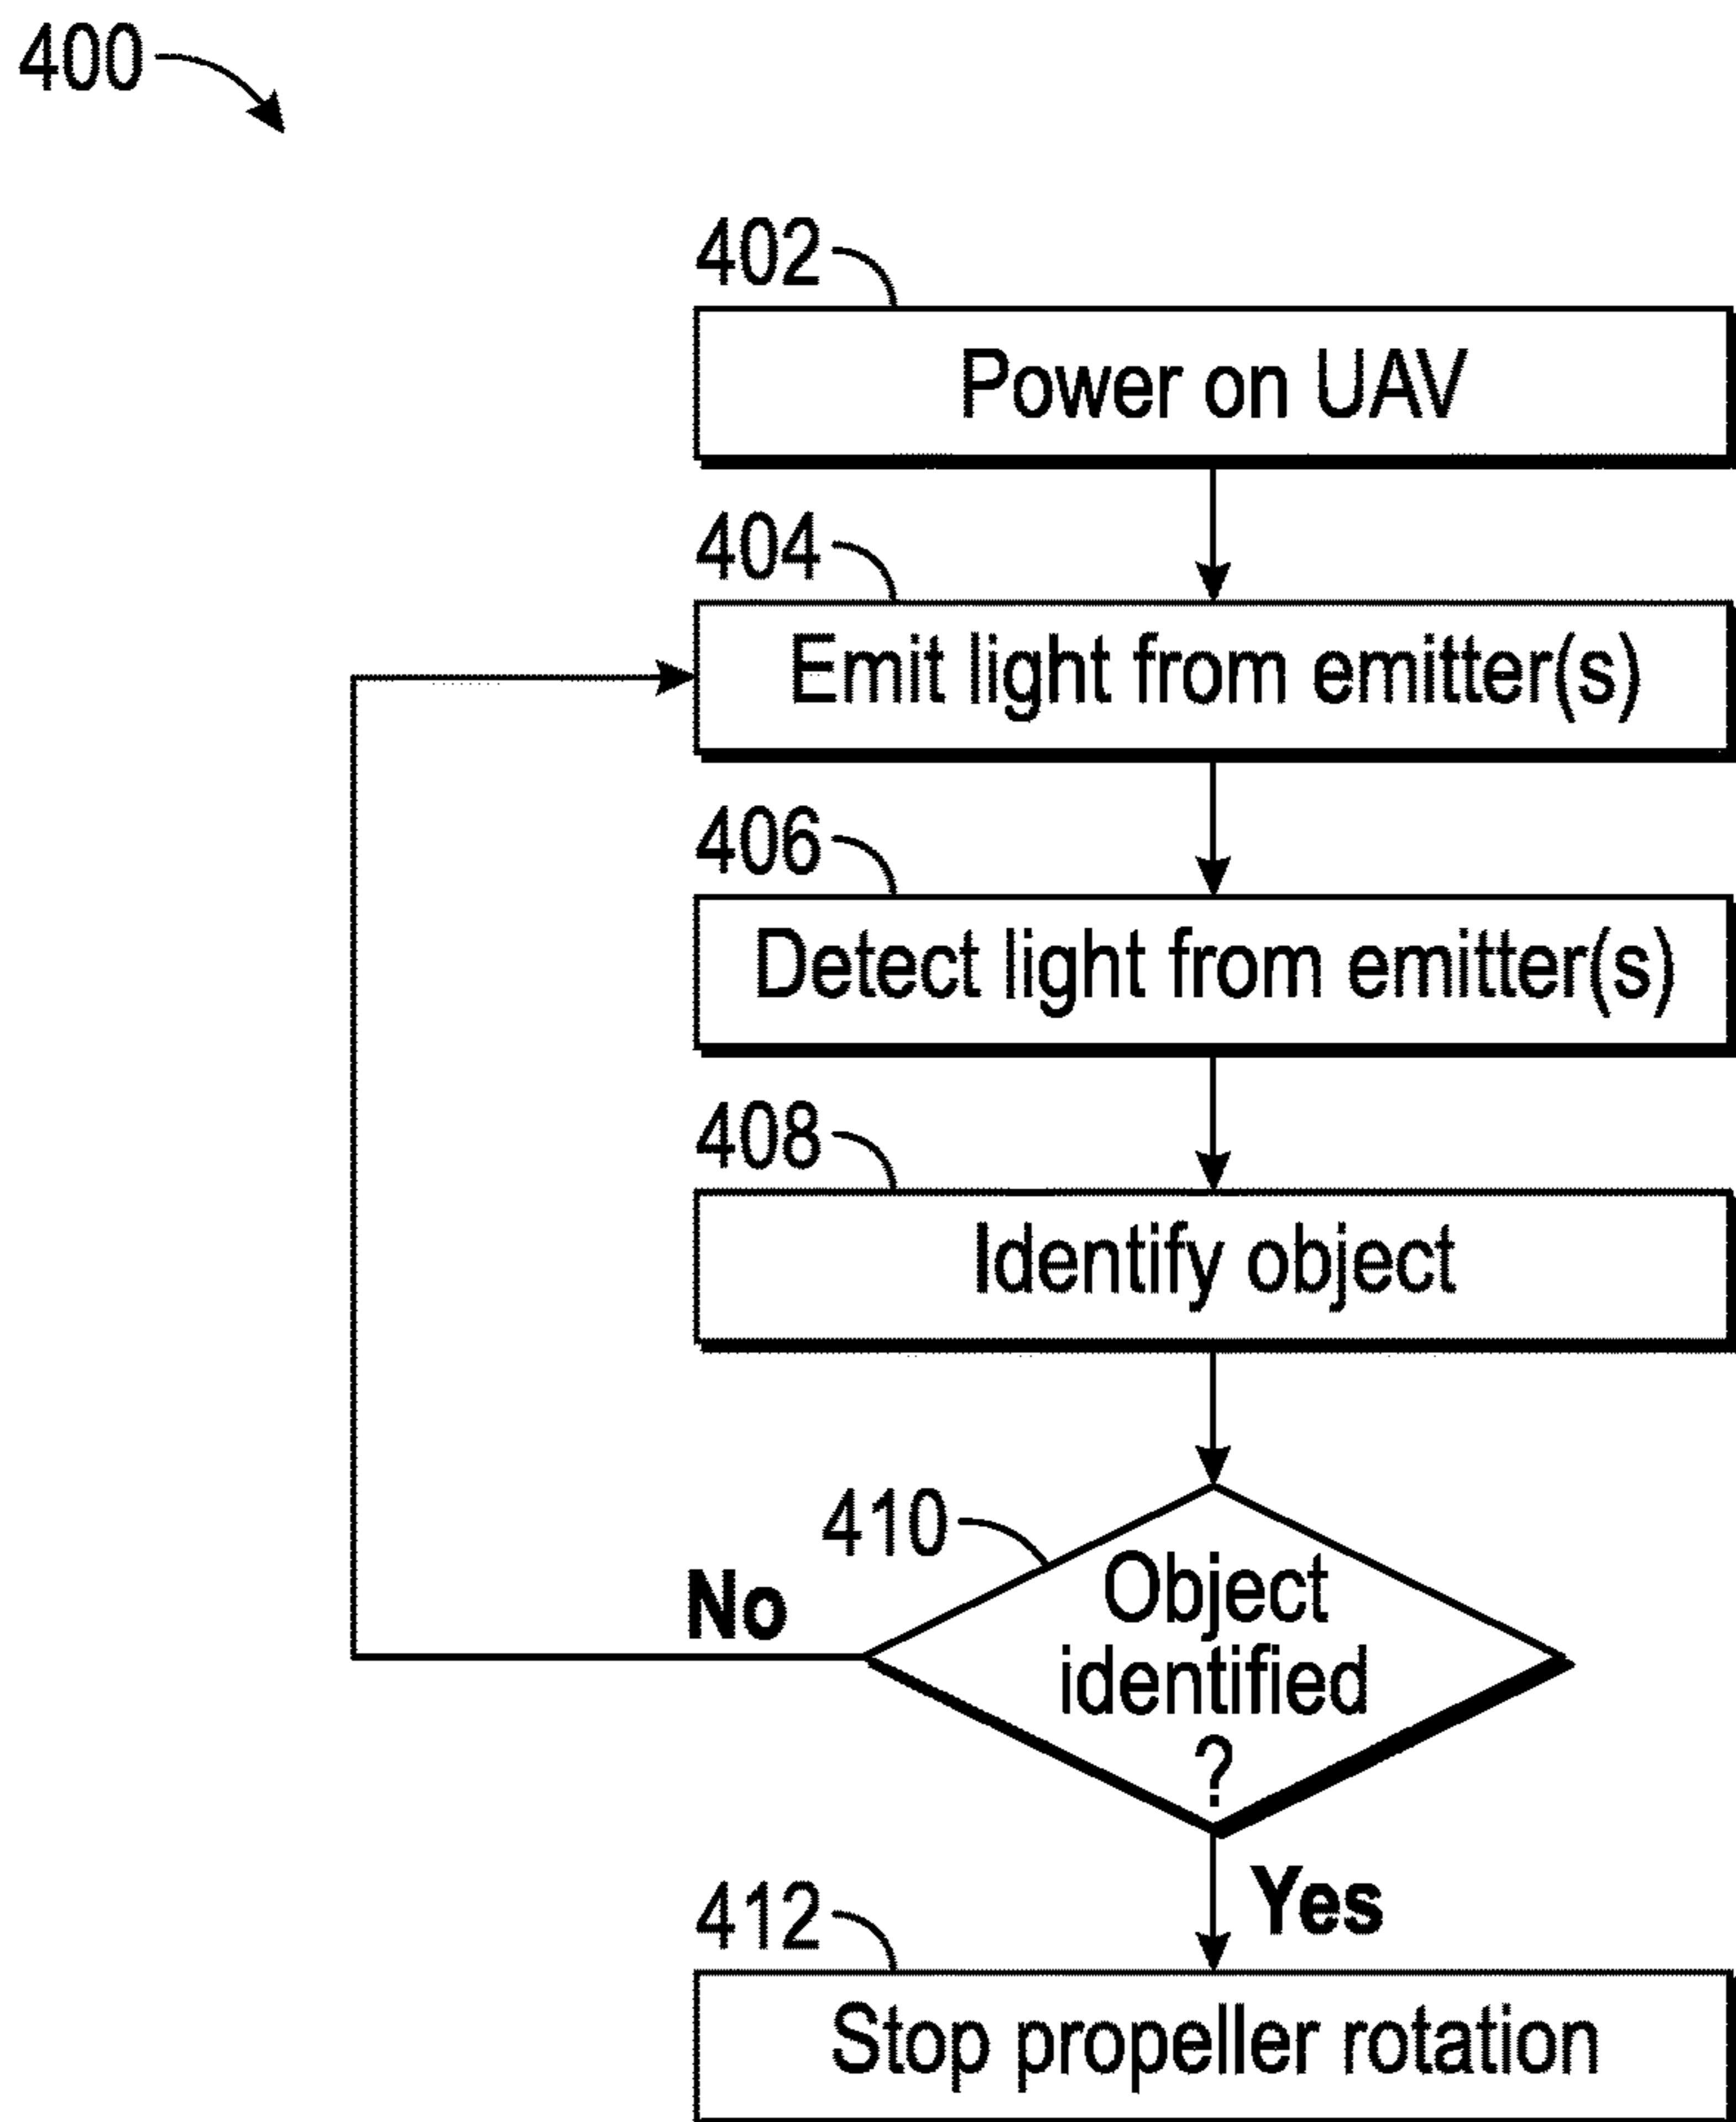 400
402
Power on UAV
404
Emit light from emitter(s)
406
Detect light from emitter(s)
408
Identify object
410
Object
identified
?
No
Yes
412
Stop propeller rotation